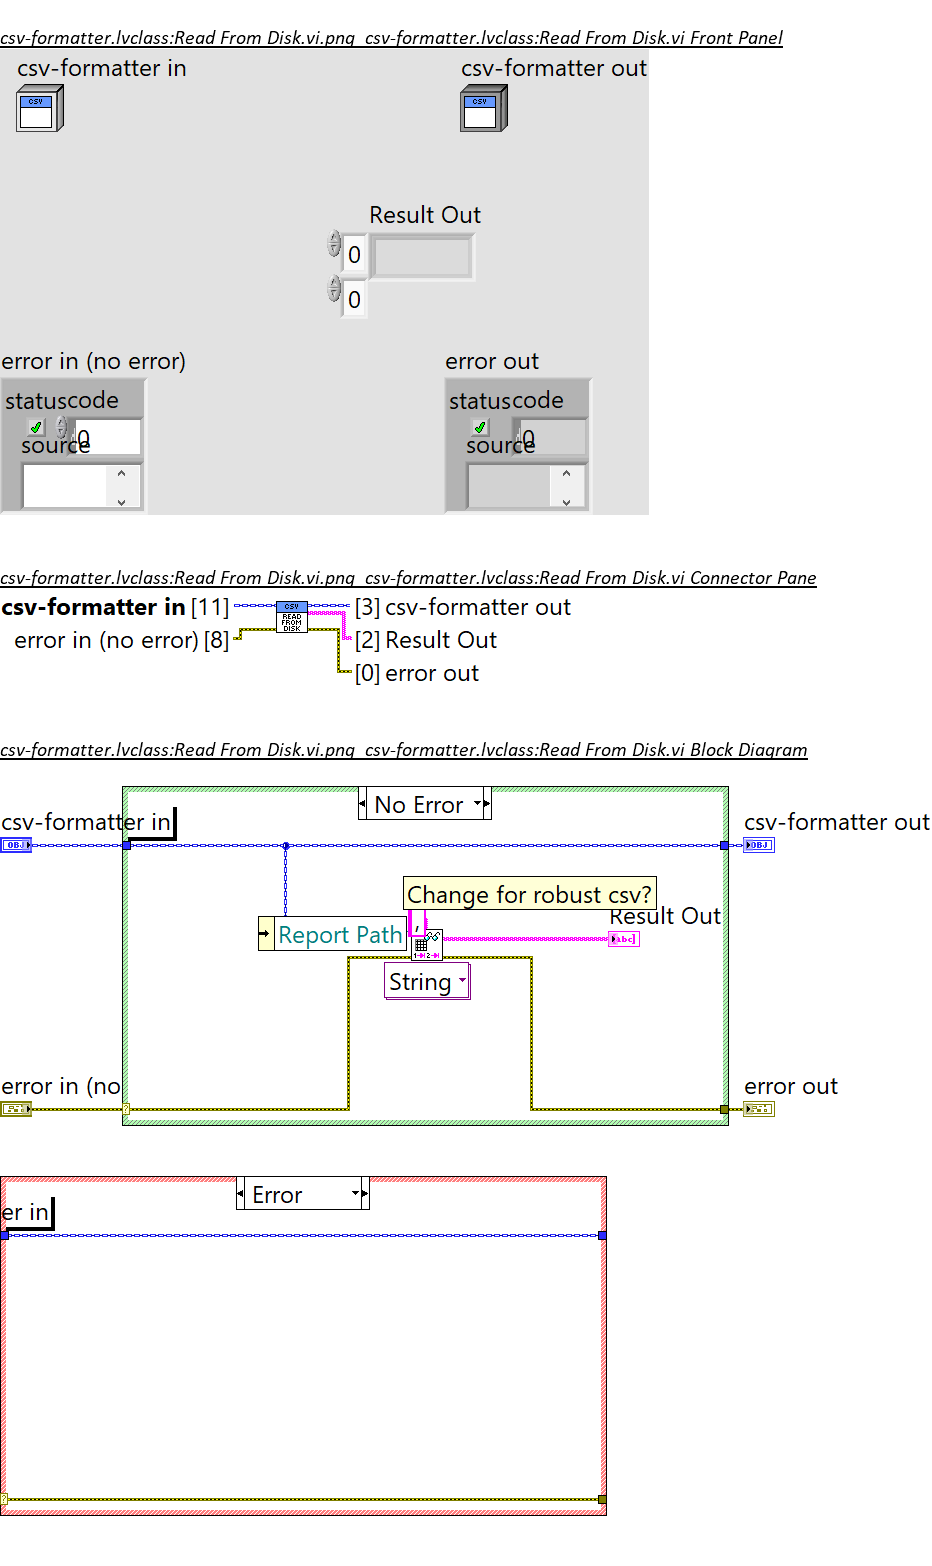 csv-formatter.lvclass:Read From Disk.vi.png  csv-formatter.lvclass:Read From Disk.vi Front Panel
csv-formatter in
csv-formatter out
CSV
CSV
Result Out
0
0
error in (no error)
error out
status code
status code
0
0
source
source
csv-formatter.lvclass:Read From Disk.vi.png  csv-formatter.lvclass:Read From Disk.vi Connector Pane
csv-formatter in [11]
CSV
READ
FROM
DISK
[3] csv-formatter out
error in (no error) [8]
[2] Result Out
[0] error out
csv-formatter.lvclass:Read From Disk.vi.png  csv-formatter.lvclass:Read From Disk.vi Block Diagram
No Error
csv-formatter in
csv-formatter out
OBJ
OBJ
Change for robust csv?
Result Out
,
Report Path
abc]
1 2
String
error in (no
error out
?
Error
er in
?